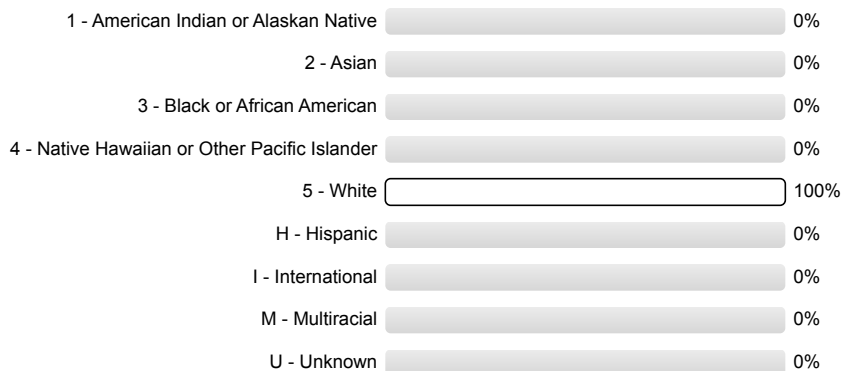 1 - American Indian or Alaskan Native 0%
2 - Asian 0%
3 - Black or African American 0%
4 - Native Hawaiian or Other Pacific Islander 0%
5 - White 100%
H - Hispanic 0%
I - International 0%
M - Multiracial 0%
U - Unknown 0%